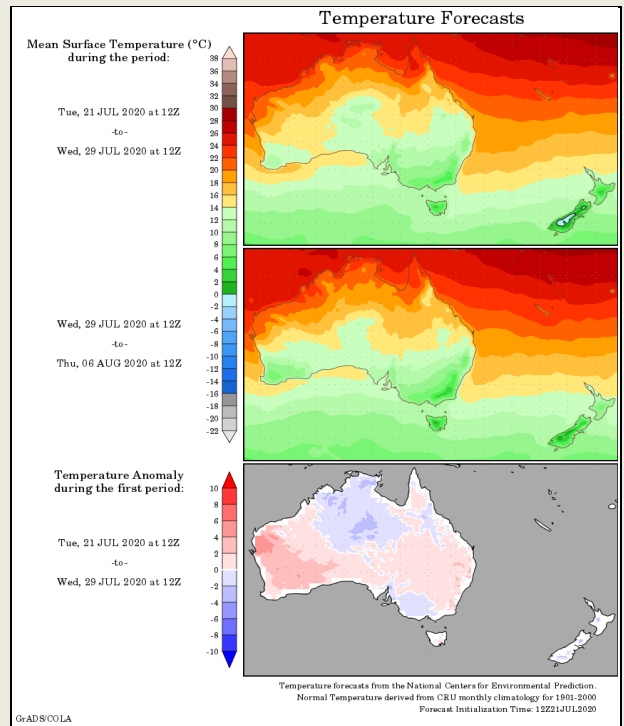 Temperature Forecasts
Mean Surface Temperature (°C)
during the period:
38
36
34
32
30
28
26
24
22
20
18
16
14
12
10
8
6
4
2
0
-2
-4
-6
-8
-10
-12
-14
-16
-18
-20
-22
Tue, 21 JUL 2020 at 12Z
-to-
Wed, 29 JUL 2020 at 12Z
Wed, 29 JUL 2020 at 12Z
-to-
Thu, 06 AUG 2020 at 12Z
Temperature Anomaly
during the first period:
10
8
6
4
2
0
-2
-4
-6
-8
-10
Tue, 21 JUL 2020 at 12Z
-to-
Wed, 29 JUL 2020 at 12Z
Temperature forecasts from the National Centers for Environmental Prediction.
Normal Temperature derived from CRU monthly climatology for 1901-2000
Forecast Initialization Time: 12Z21JUL2020
GrADS/COLA